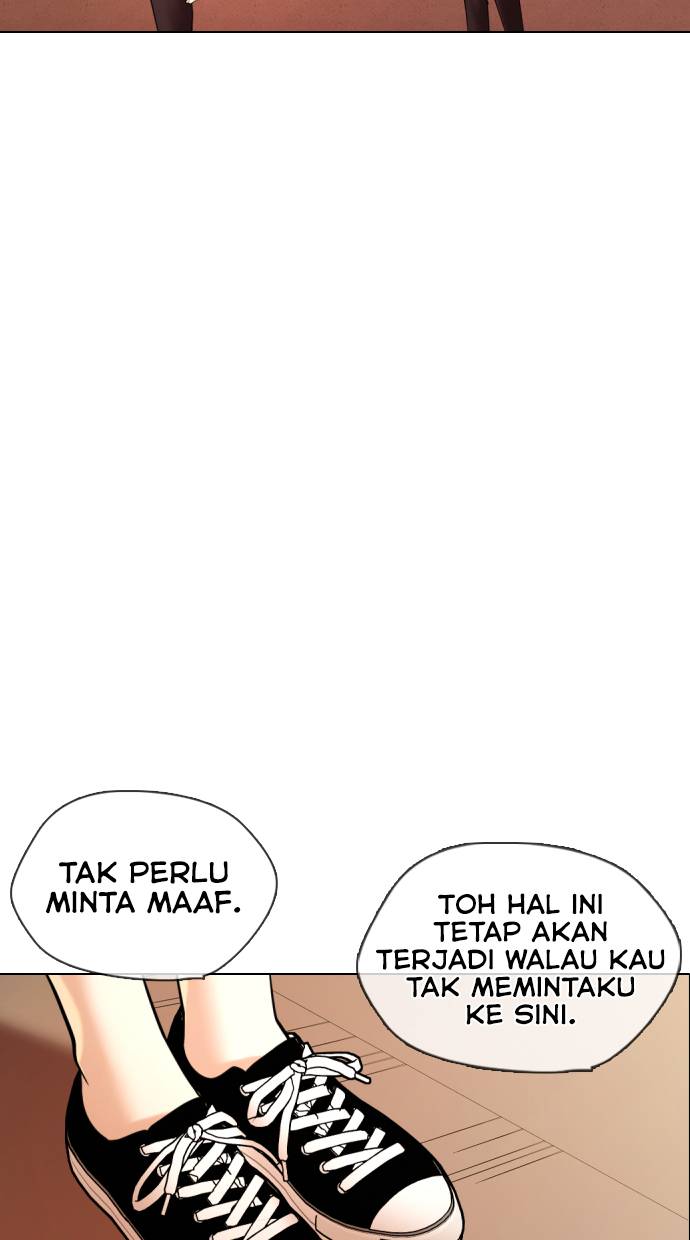 TAK PERLU
MINTA MAAF.
TOH HAL INI
TETAP AKAN
TERJADI WALAU KAU
TAK MEMINTAKU
KE SINI.